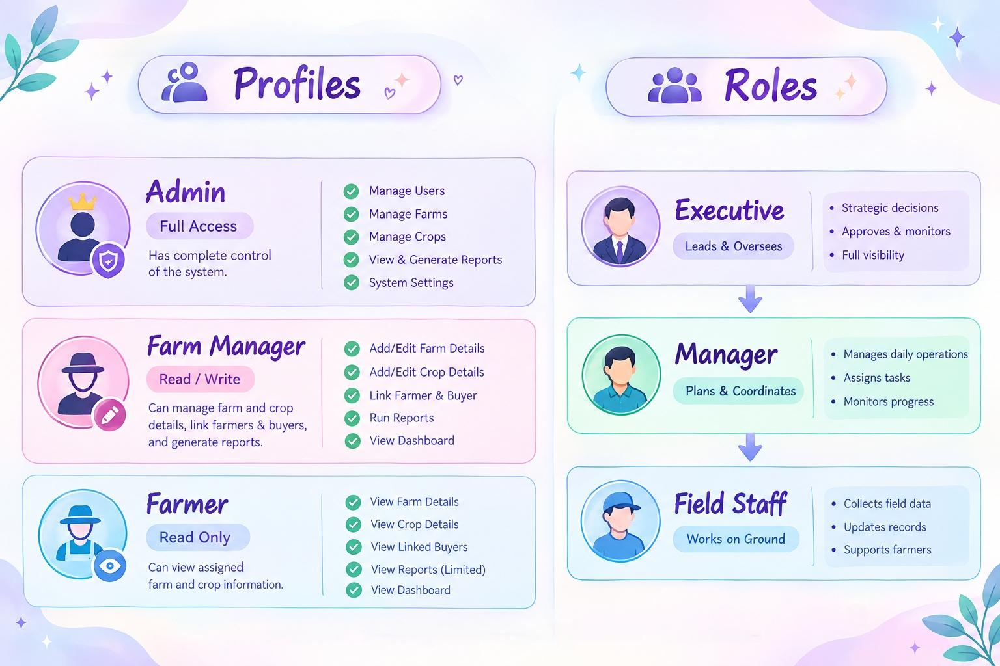 Profiles
Admin
Full Access
Has complete control
of the system.
Manage Users
Manage Farms
Manage Crops
View & Generate Reports
System Settings
Farm Manager
Read / Write
Can manage farm and crop
details, link farmers & buyers,
and generate reports.
Add/Edit Farm Details
Add/Edit Crop Details
Link Farmer & Buyer
Run Reports
View Dashboard
Farmer
Read Only
Can view assigned
farm and crop information.
View Farm Details
View Crop Details
View Linked Buyers
View Reports (Limited)
View Dashboard
Roles
Executive
Leads & Oversees
• Strategic decisions
• Approves & monitors
• Full visibility
Manager
Plans & Coordinates
• Manages daily operations
• Assigns tasks
• Monitors progress
Field Staff
Works on Ground
• Collects field data
• Updates records
• Supports farmers